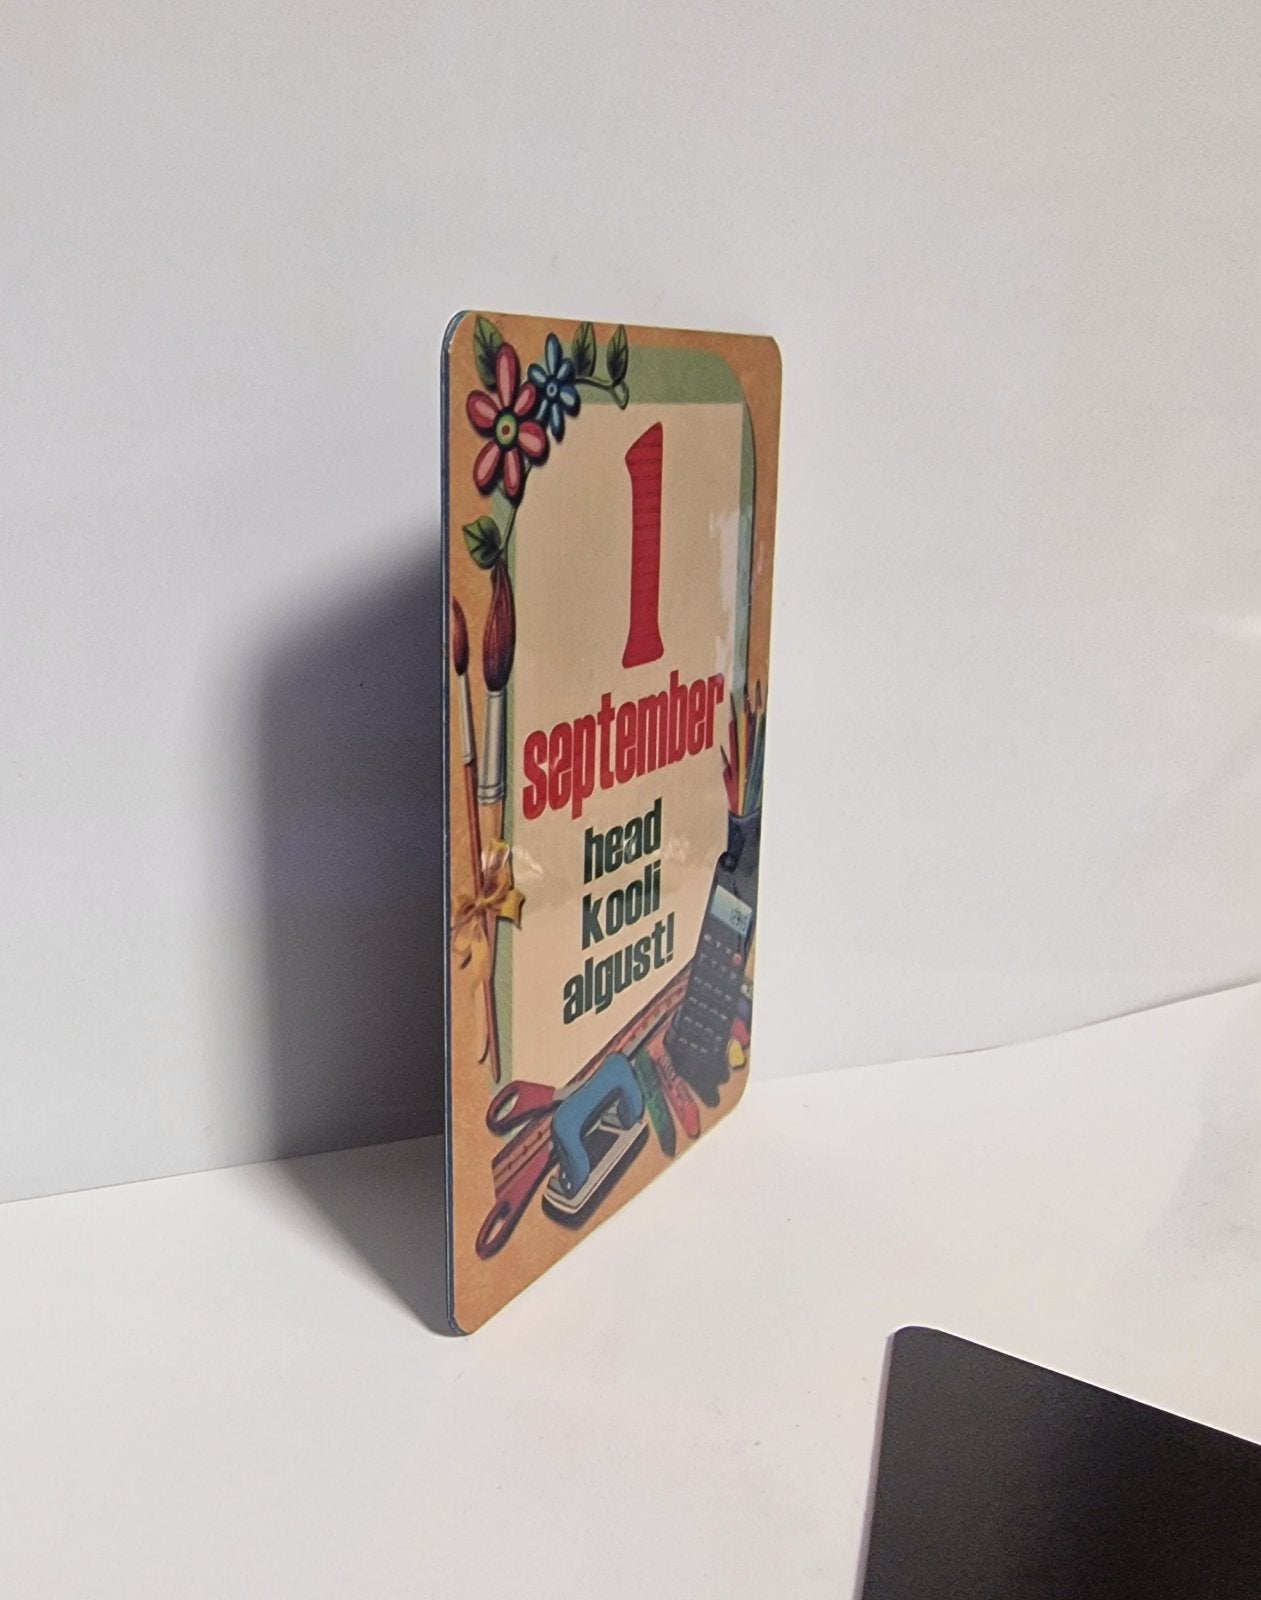 1
september
head
kooli
algust!